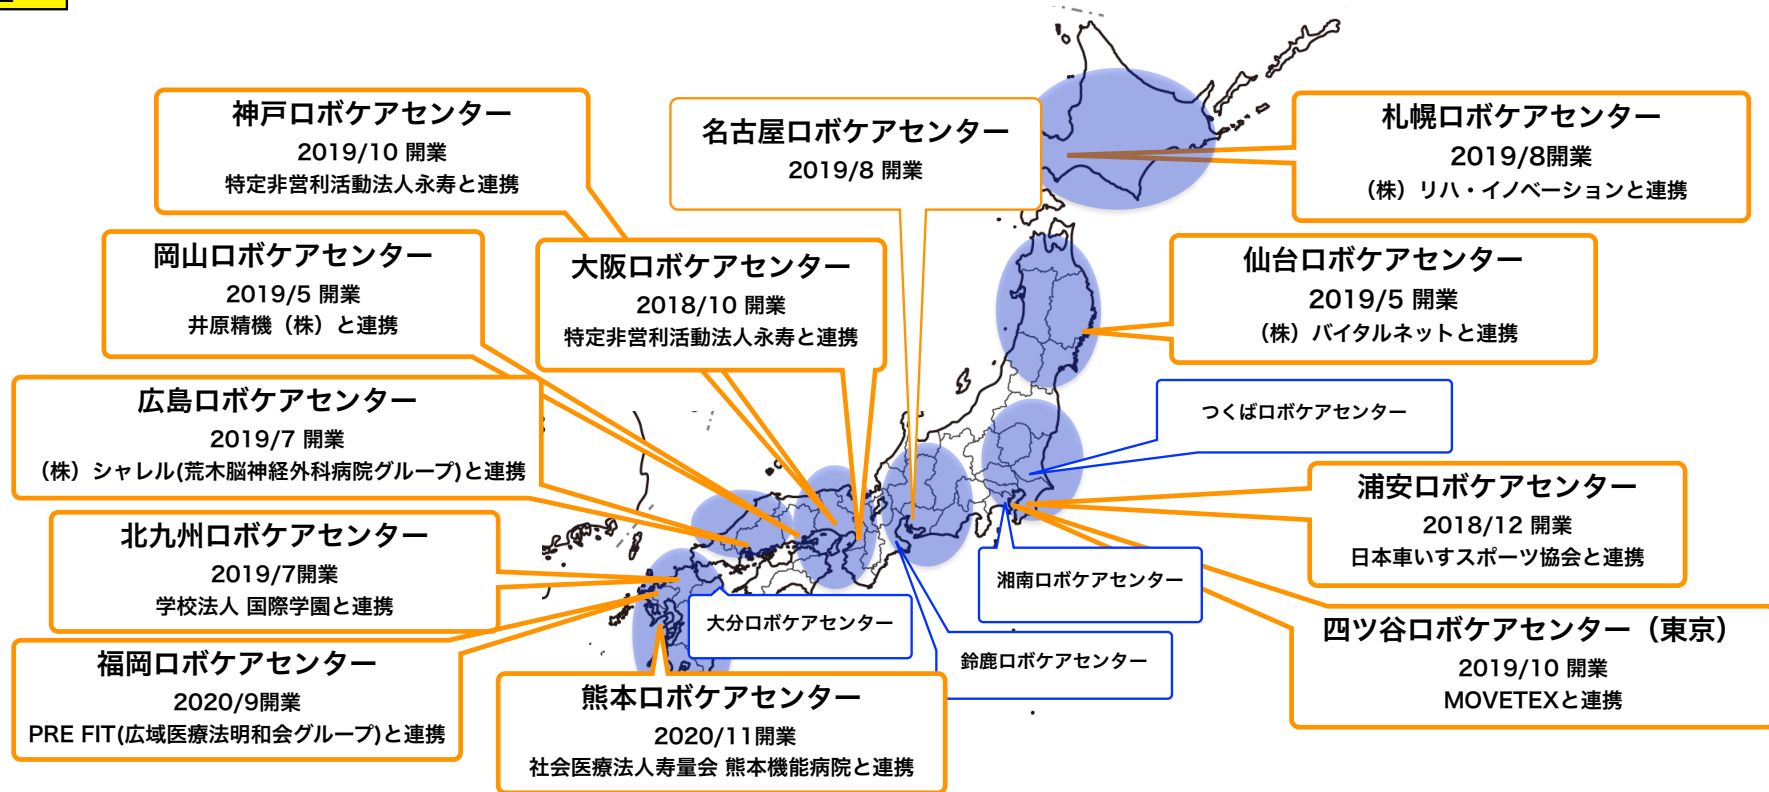 神戸ロボケアセンター
2019/10 開業
特定非営利活動法人永寿と連携
名古屋ロボケアセンター
2019/8 開業
札幌ロボケアセンター
2019/8開業
（株）リハ・イノベーションと連携
岡山ロボケアセンター
2019/5 開業
井原精機（株）と連携
大阪ロボケアセンター
2018/10 開業
特定非営利活動法人永寿と連携
仙台ロボケアセンター
2019/5 開業
（株）バイタルネットと連携
広島ロボケアセンター
2019/7 開業
（株）シャレル(荒木脳神経外科病院グループ)と連携
つくばロボケアセンター
浦安ロボケアセンター
2018/12 開業
日本車いすスポーツ協会と連携
北九州ロボケアセンター
2019/7開業
学校法人 国際学園と連携
湘南ロボケアセンター
大分ロボケアセンター
鈴鹿ロボケアセンター
四ツ谷ロボケアセンター（東京）
2019/10 開業
MOVETEXと連携
福岡ロボケアセンター
2020/9開業
PRE FIT(広域医療法明和会グループ)と連携
熊本ロボケアセンター
2020/11開業
社会医療法人寿量会 熊本機能病院と連携